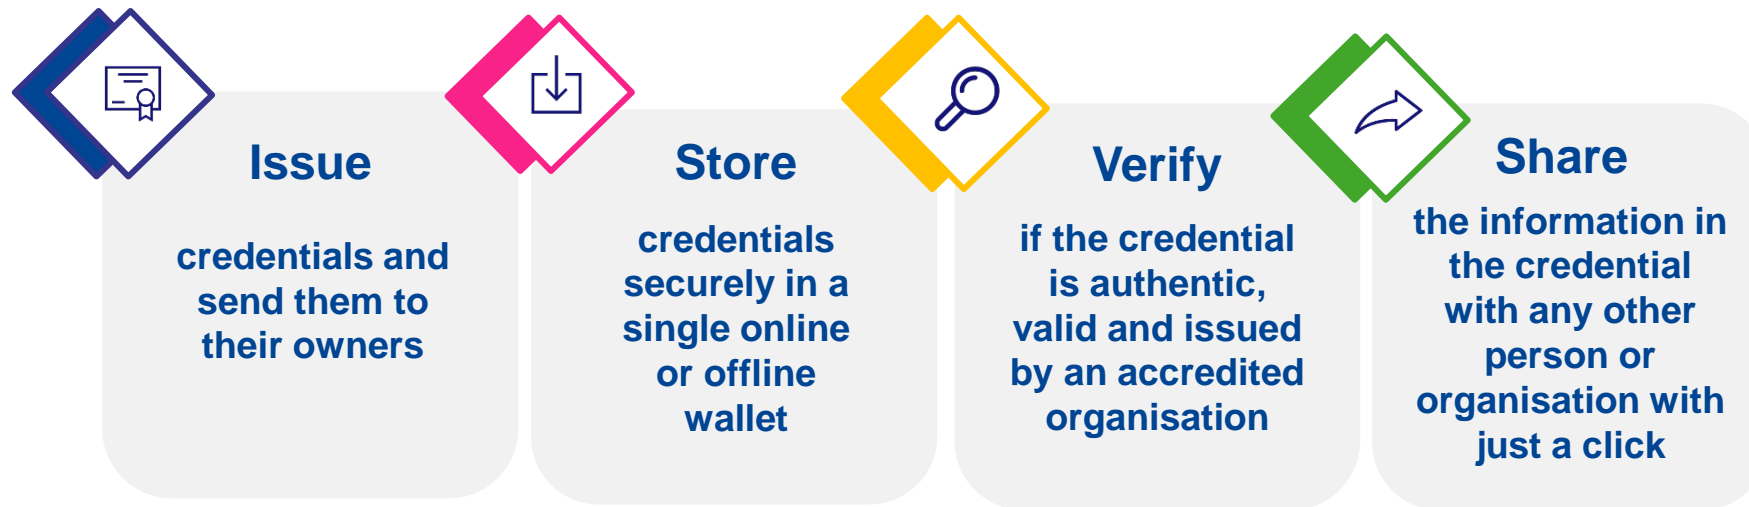 Issue
credentials and
send them to
their owners
Store
credentials
securely in a
single online
or offline
wallet
Verify
if the credential
is authentic,
valid and issued
by an accredited
organisation
Share
the information in
the credential
with any other
person or
organisation with
just a click